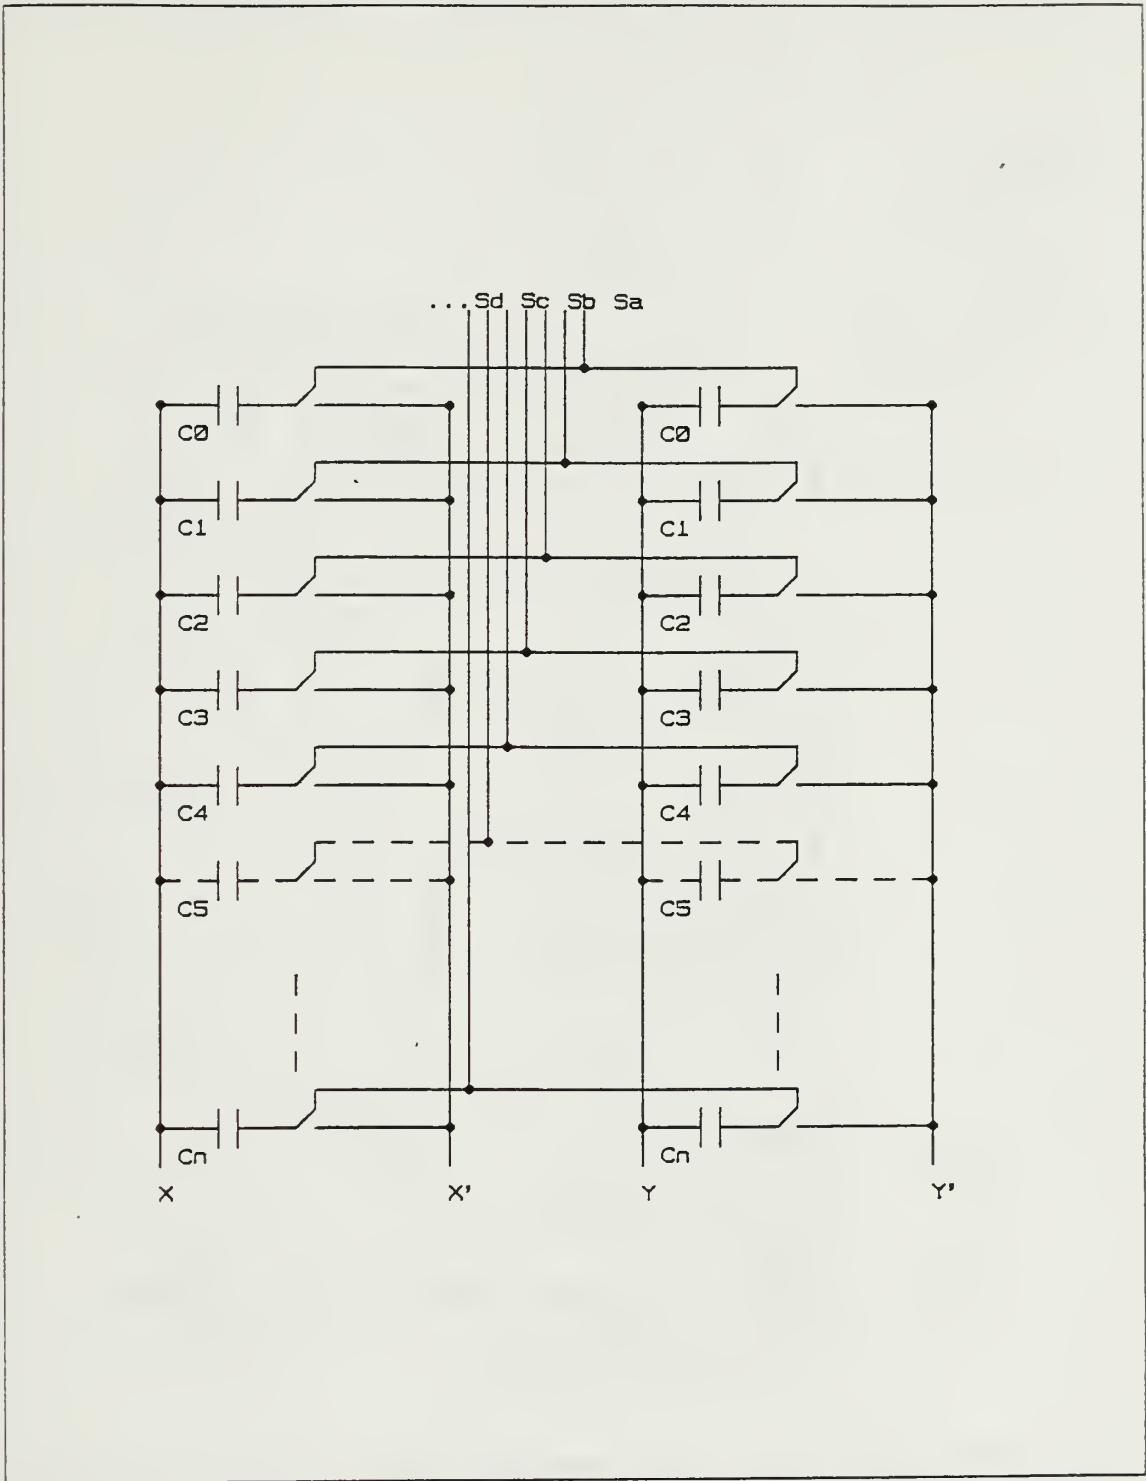 ...Sd Sc Sb Sa
C0 C0
C1 C1
C2 C2
C3 C3
C4 C4
C5 C5
Cn Cn
X X' Y Y'